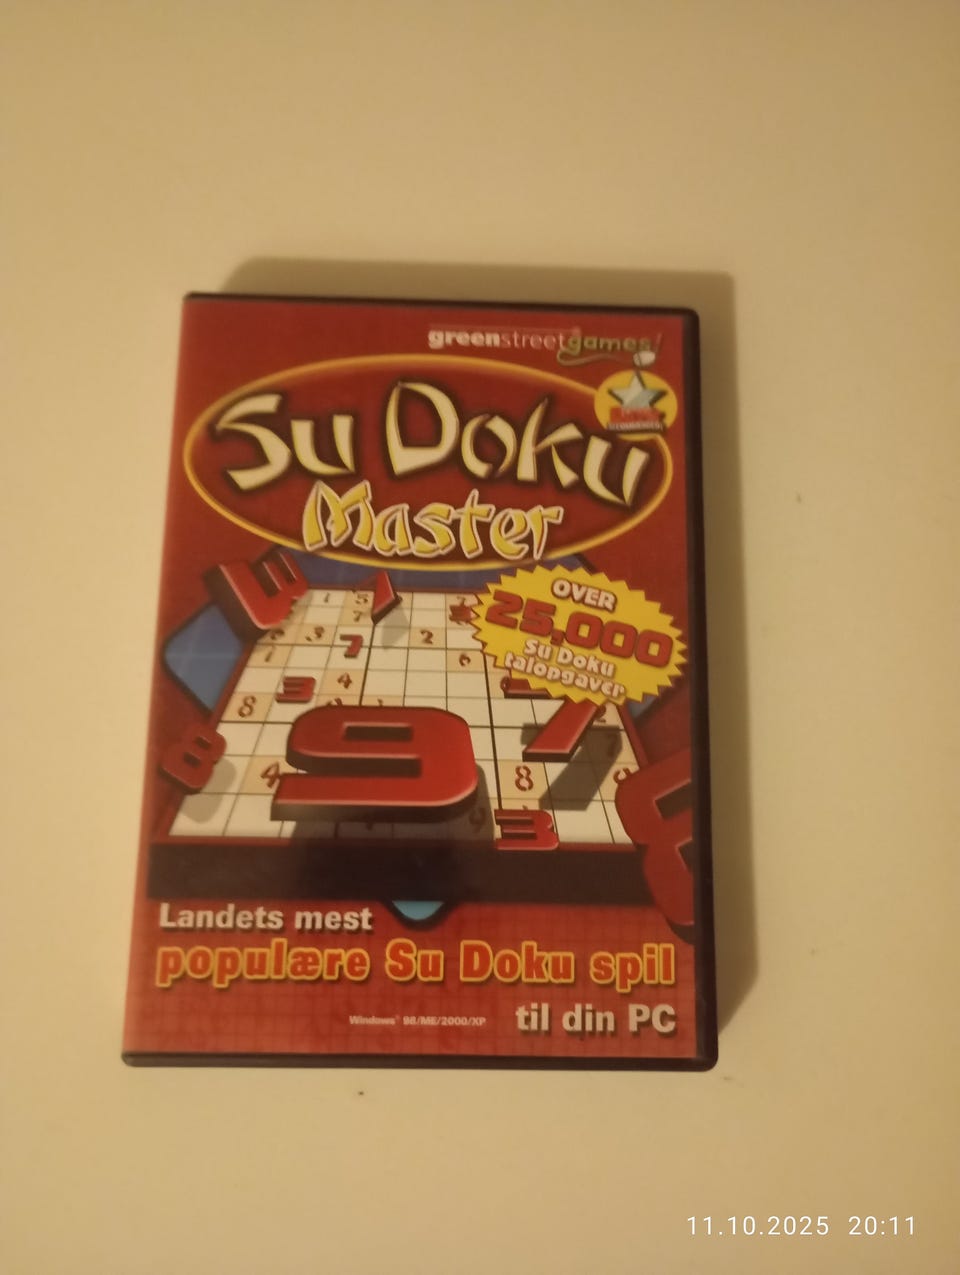 greenstreetgames!
Su Doku
Master
OVER
25.000
Su Doku
talopgaver
Landets mest
populære Su Doku spil
til din PC
Windows® 98/ME/2000/XP
11.10.2025 20:11